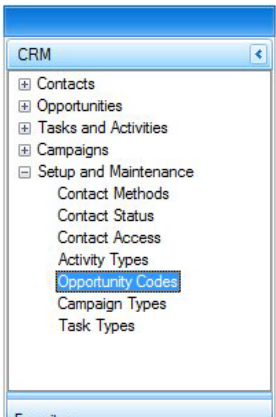 CRM
Contacts
Opportunities
Tasks and Activities
Campaigns
Setup and Maintenance
Contact Methods
Contact Status
Contact Access
Activity Types
Opportunity Codes
Campaign Types
Task Types